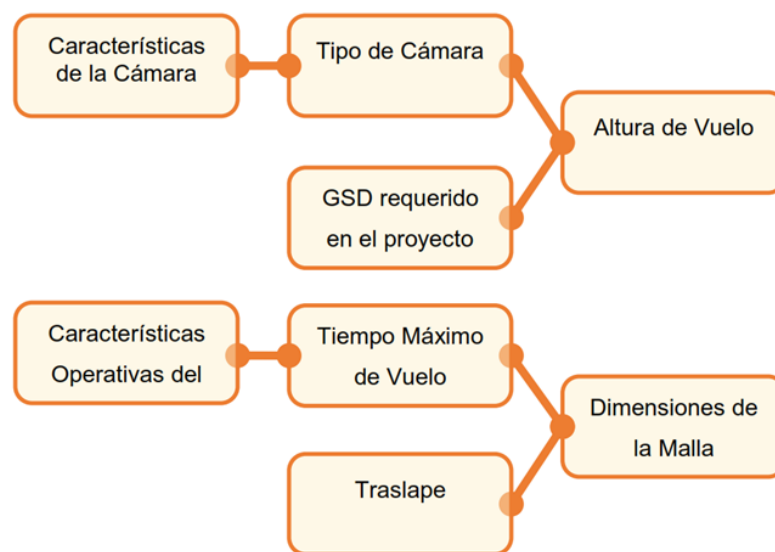 Características
de la Cámara
Tipo de Cámara
GSD requerido
en el proyecto
Altura de Vuelo
Características
Operativas del
Tiempo Máximo
de Vuelo
Traslape
Dimensiones de
la Malla